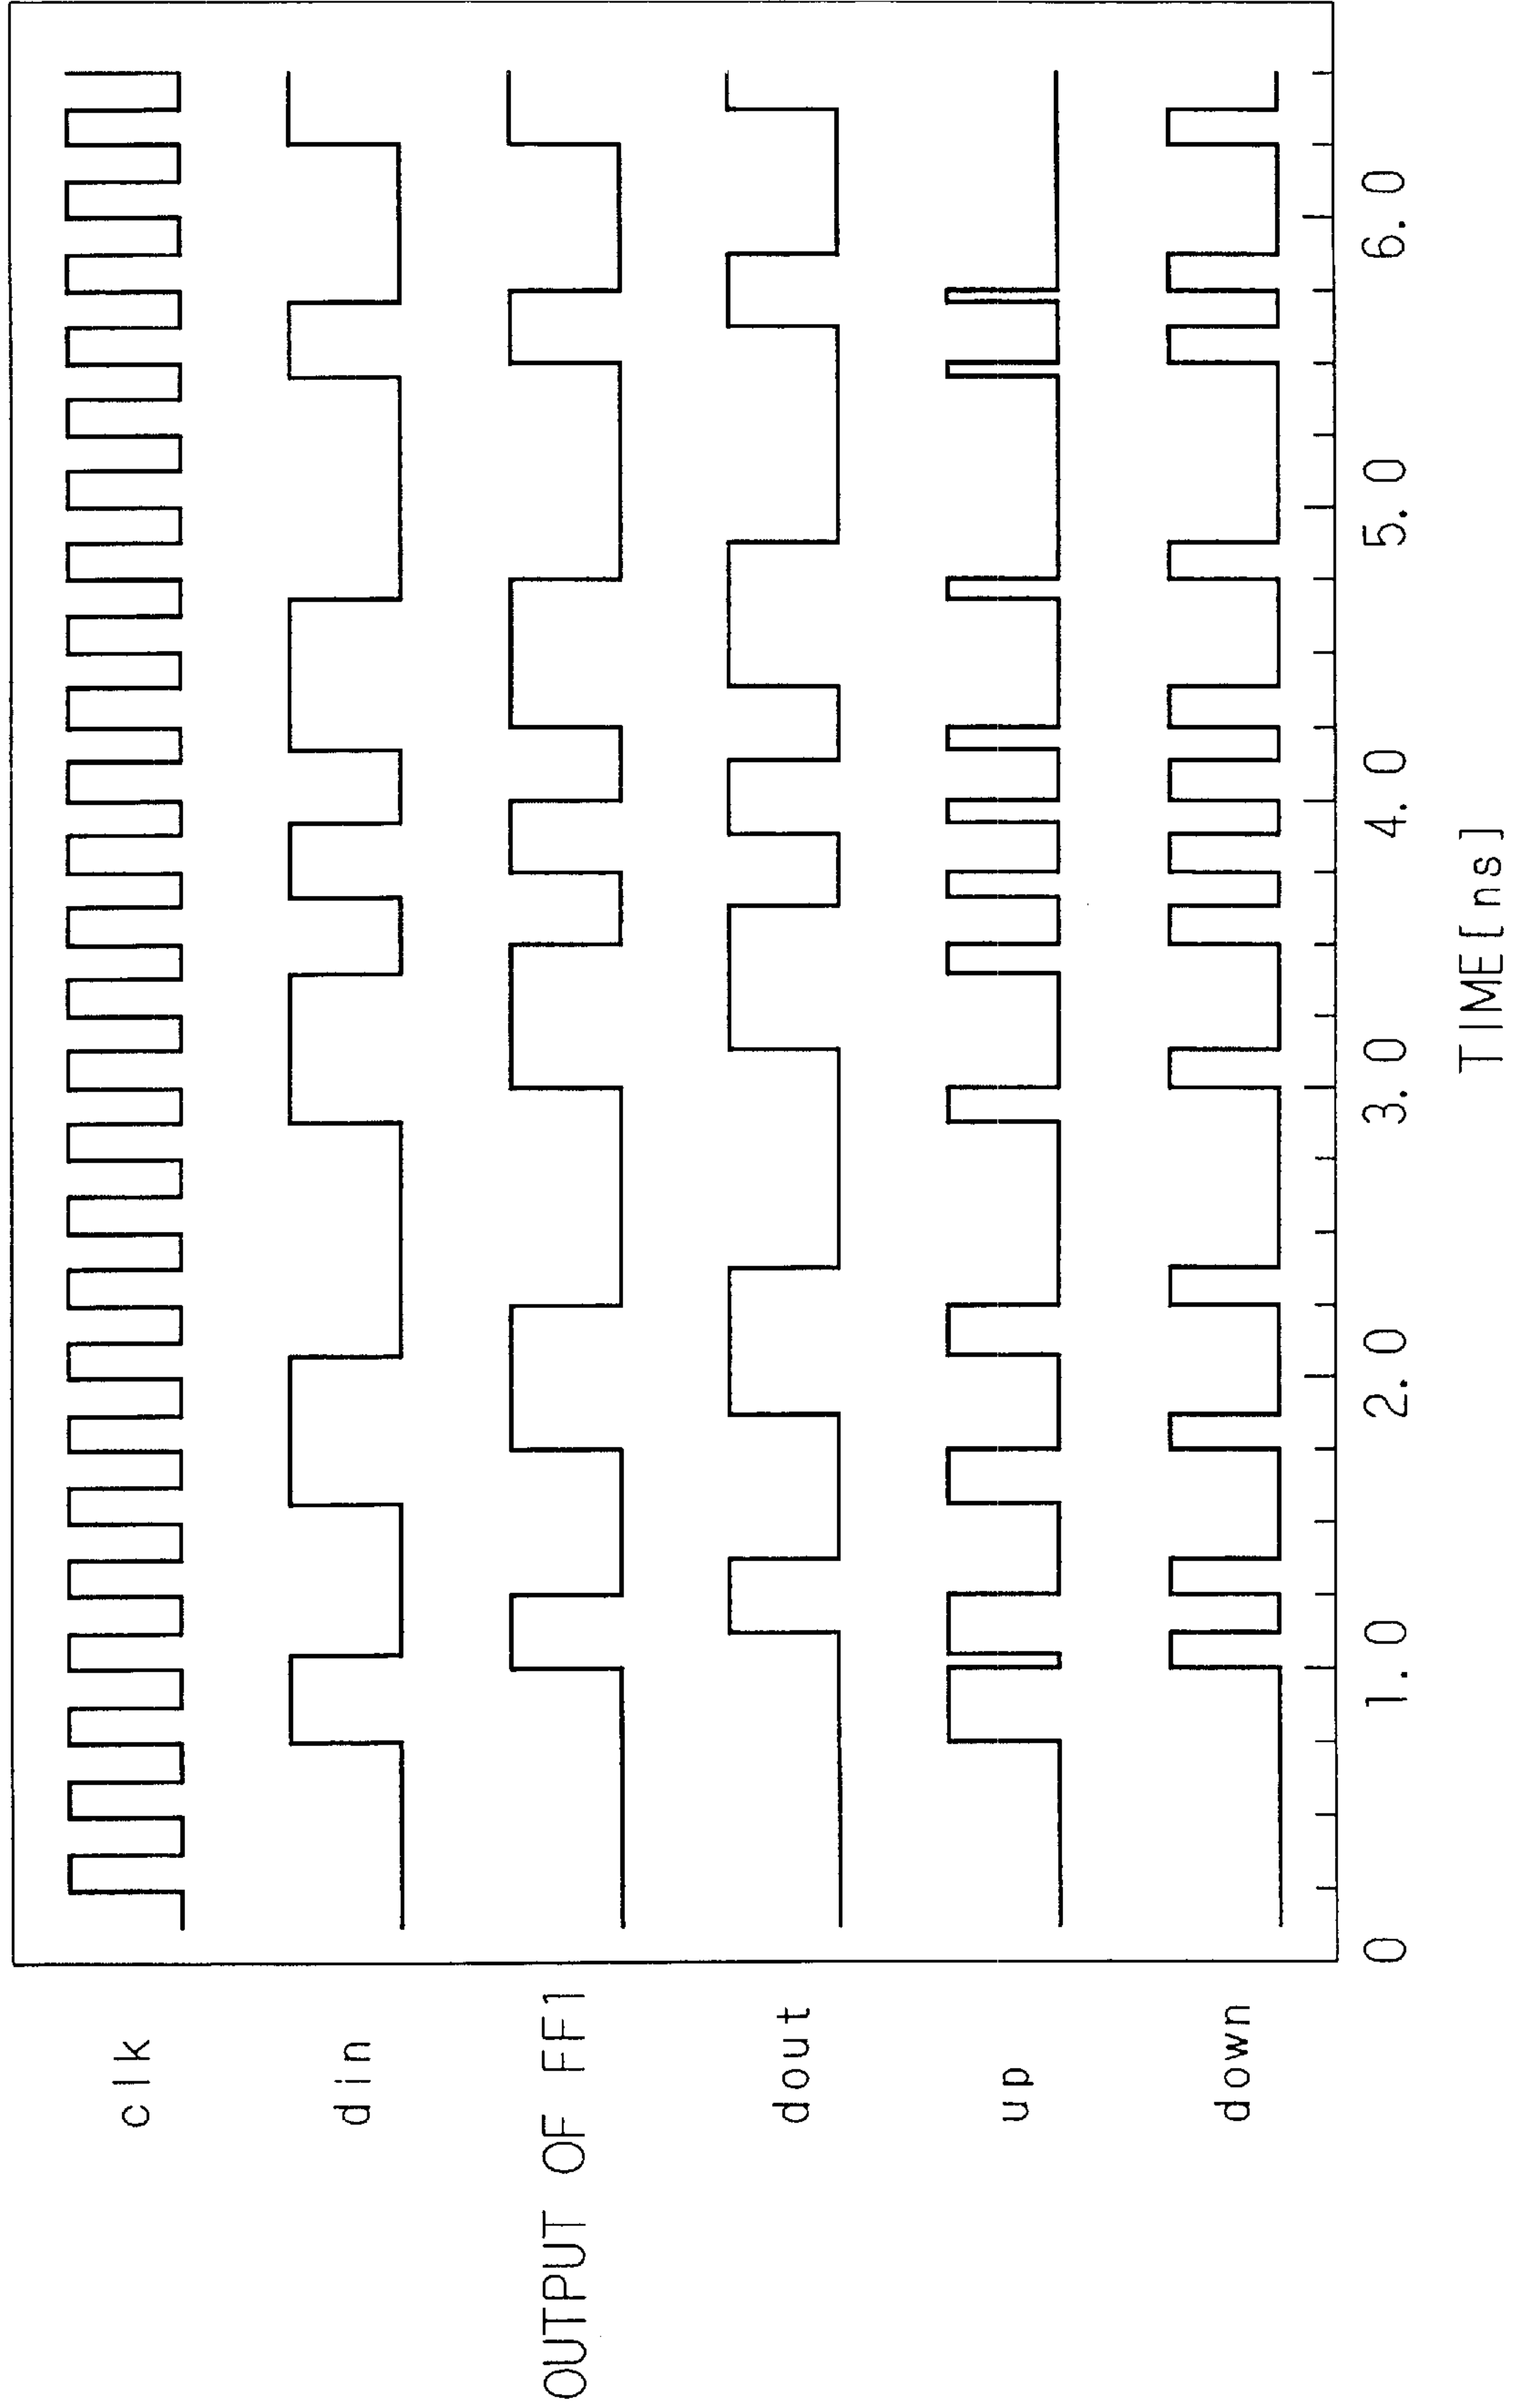 clk
din
OUTPUT OF FF1
dout
up
down
0 1.0 2.0 3.0 4.0 5.0 6.0
TIME[ns]